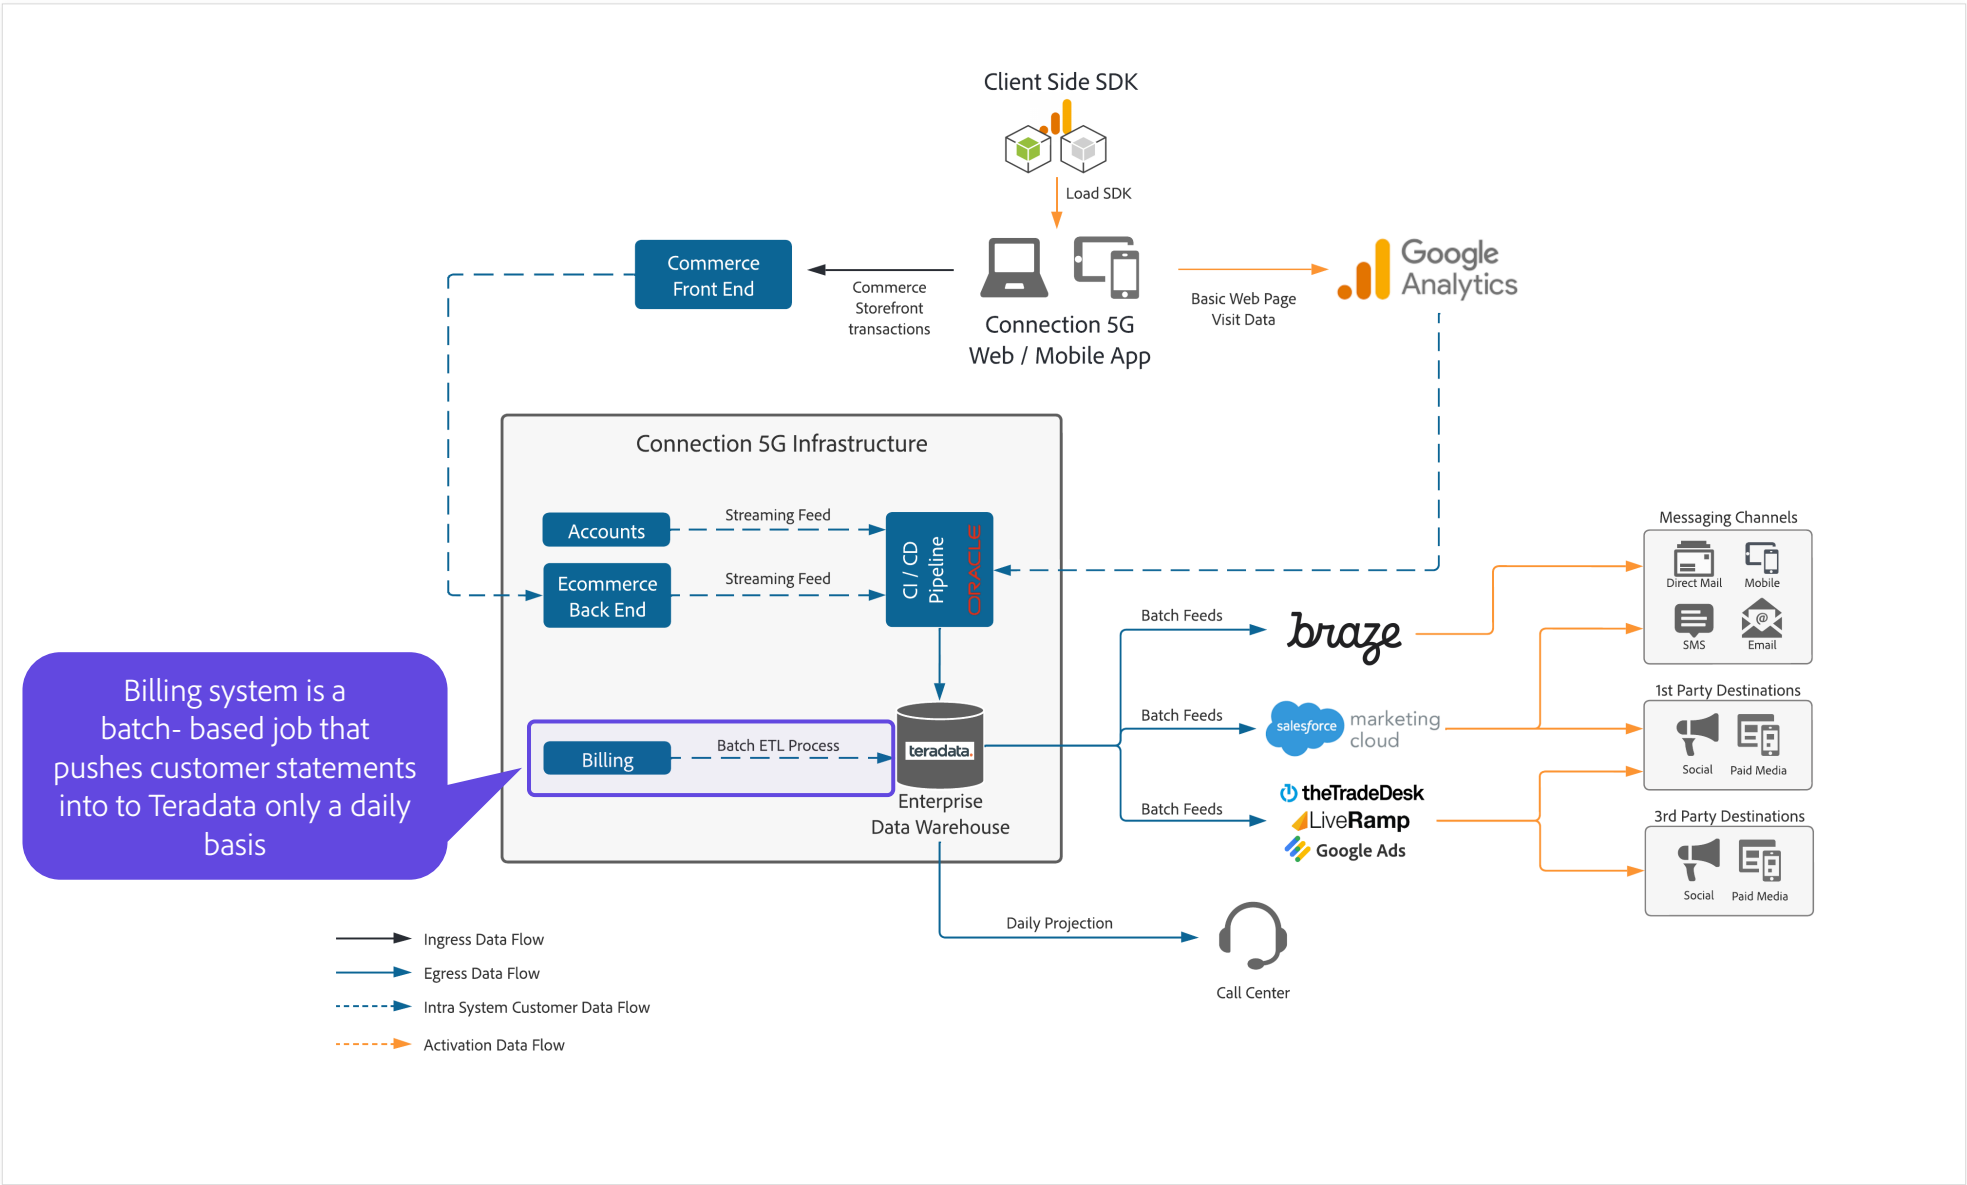 Client Side SDK
Load SDK
Commerce
Front End
Commerce
Storefront
transactions
Connection 5G
Web / Mobile App
Basic Web Page
Visit Data
Google
Analytics
Connection 5G Infrastructure
Accounts
Streaming Feed
Ecommerce
Back End
Streaming Feed
CI / CD
Pipeline
ORACLE
Billing system is a
batch- based job that
pushes customer statements
into to Teradata only a daily
basis
Billing
Batch ETL Process
teradata.
Enterprise
Data Warehouse
Batch Feeds
braze
Batch Feeds
salesforce
marketing
cloud
Batch Feeds
theTradeDesk
LiveRamp
Google Ads
Messaging Channels
Direct Mail
Mobile
SMS
@
Email
1st Party Destinations
Social
Paid Media
3rd Party Destinations
Social
Paid Media
Daily Projection
Call Center
Ingress Data Flow
Egress Data Flow
Intra System Customer Data Flow
Activation Data Flow